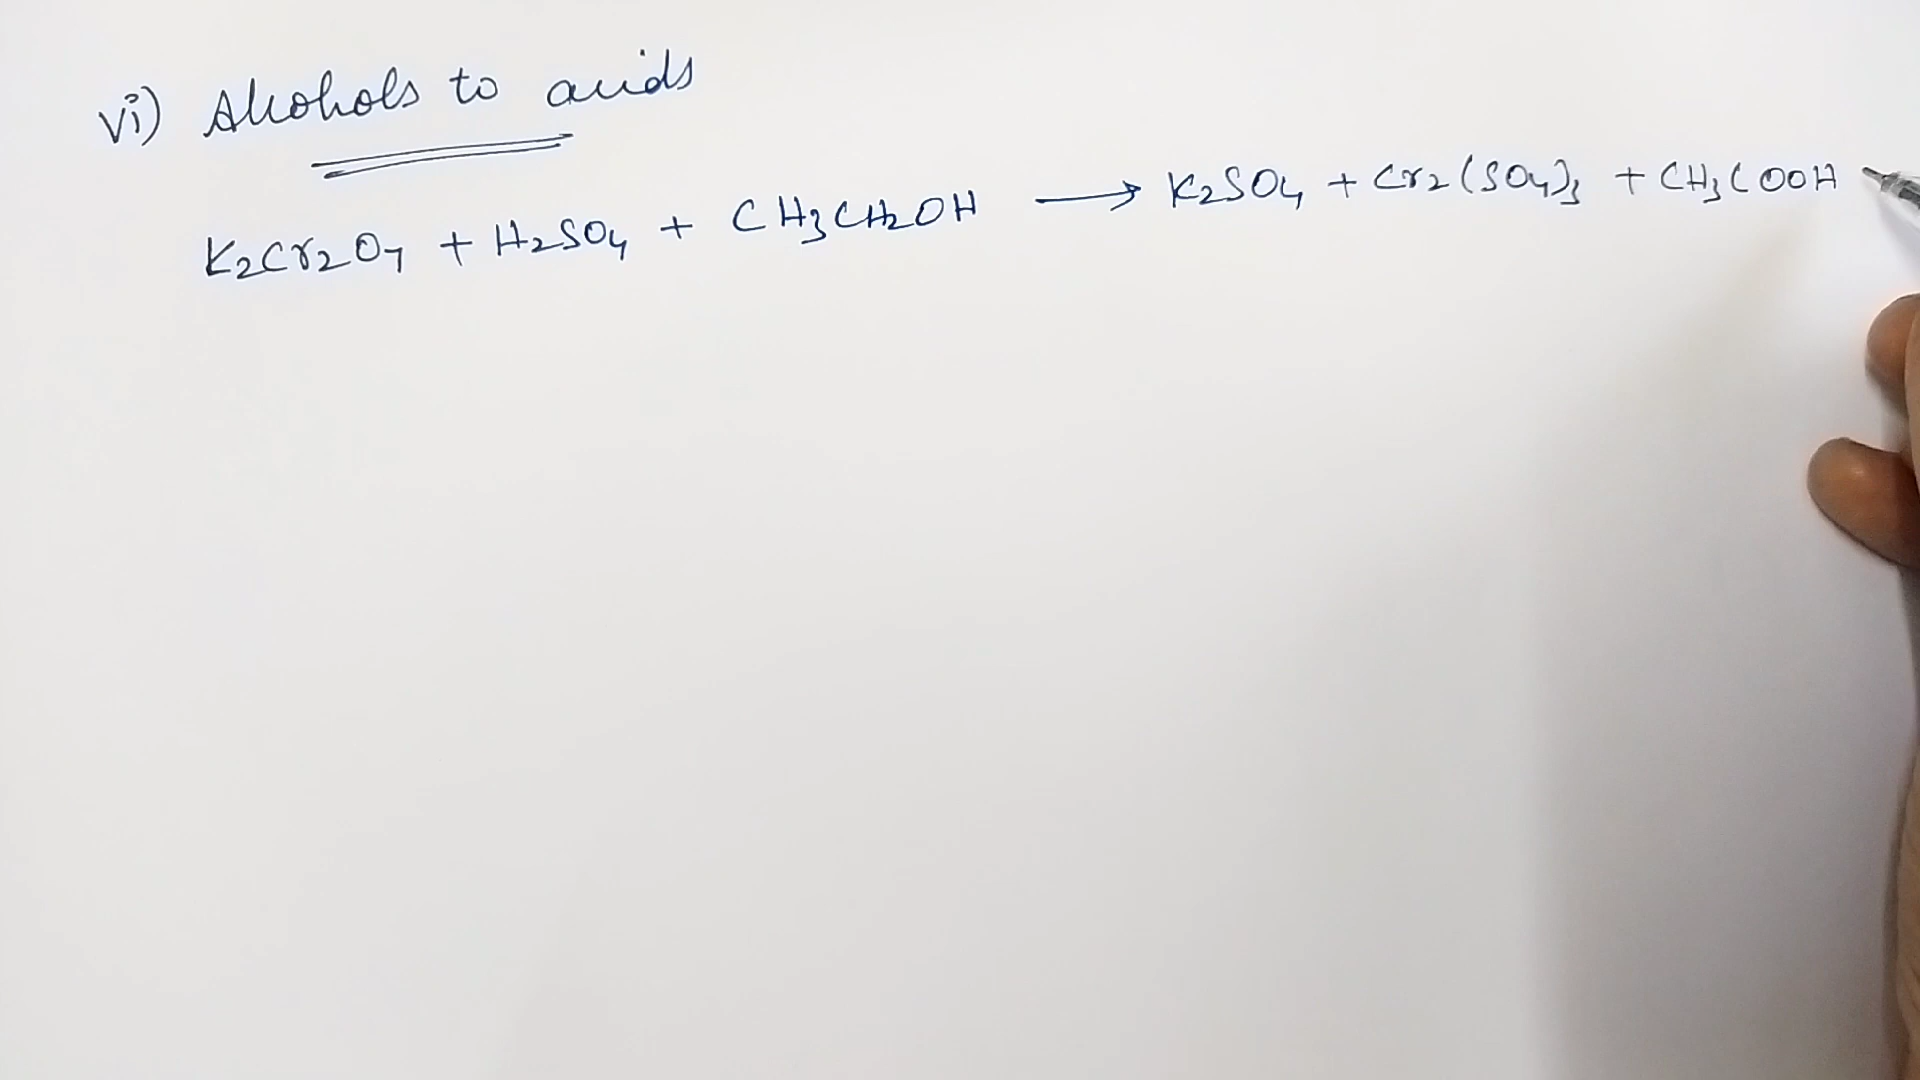 vi) Alcohols to acids
K2Cr2O7 + H2SO4 + CH3CH2OH ⟶ K2SO4 + Cr2(SO4)3 + CH3COOH